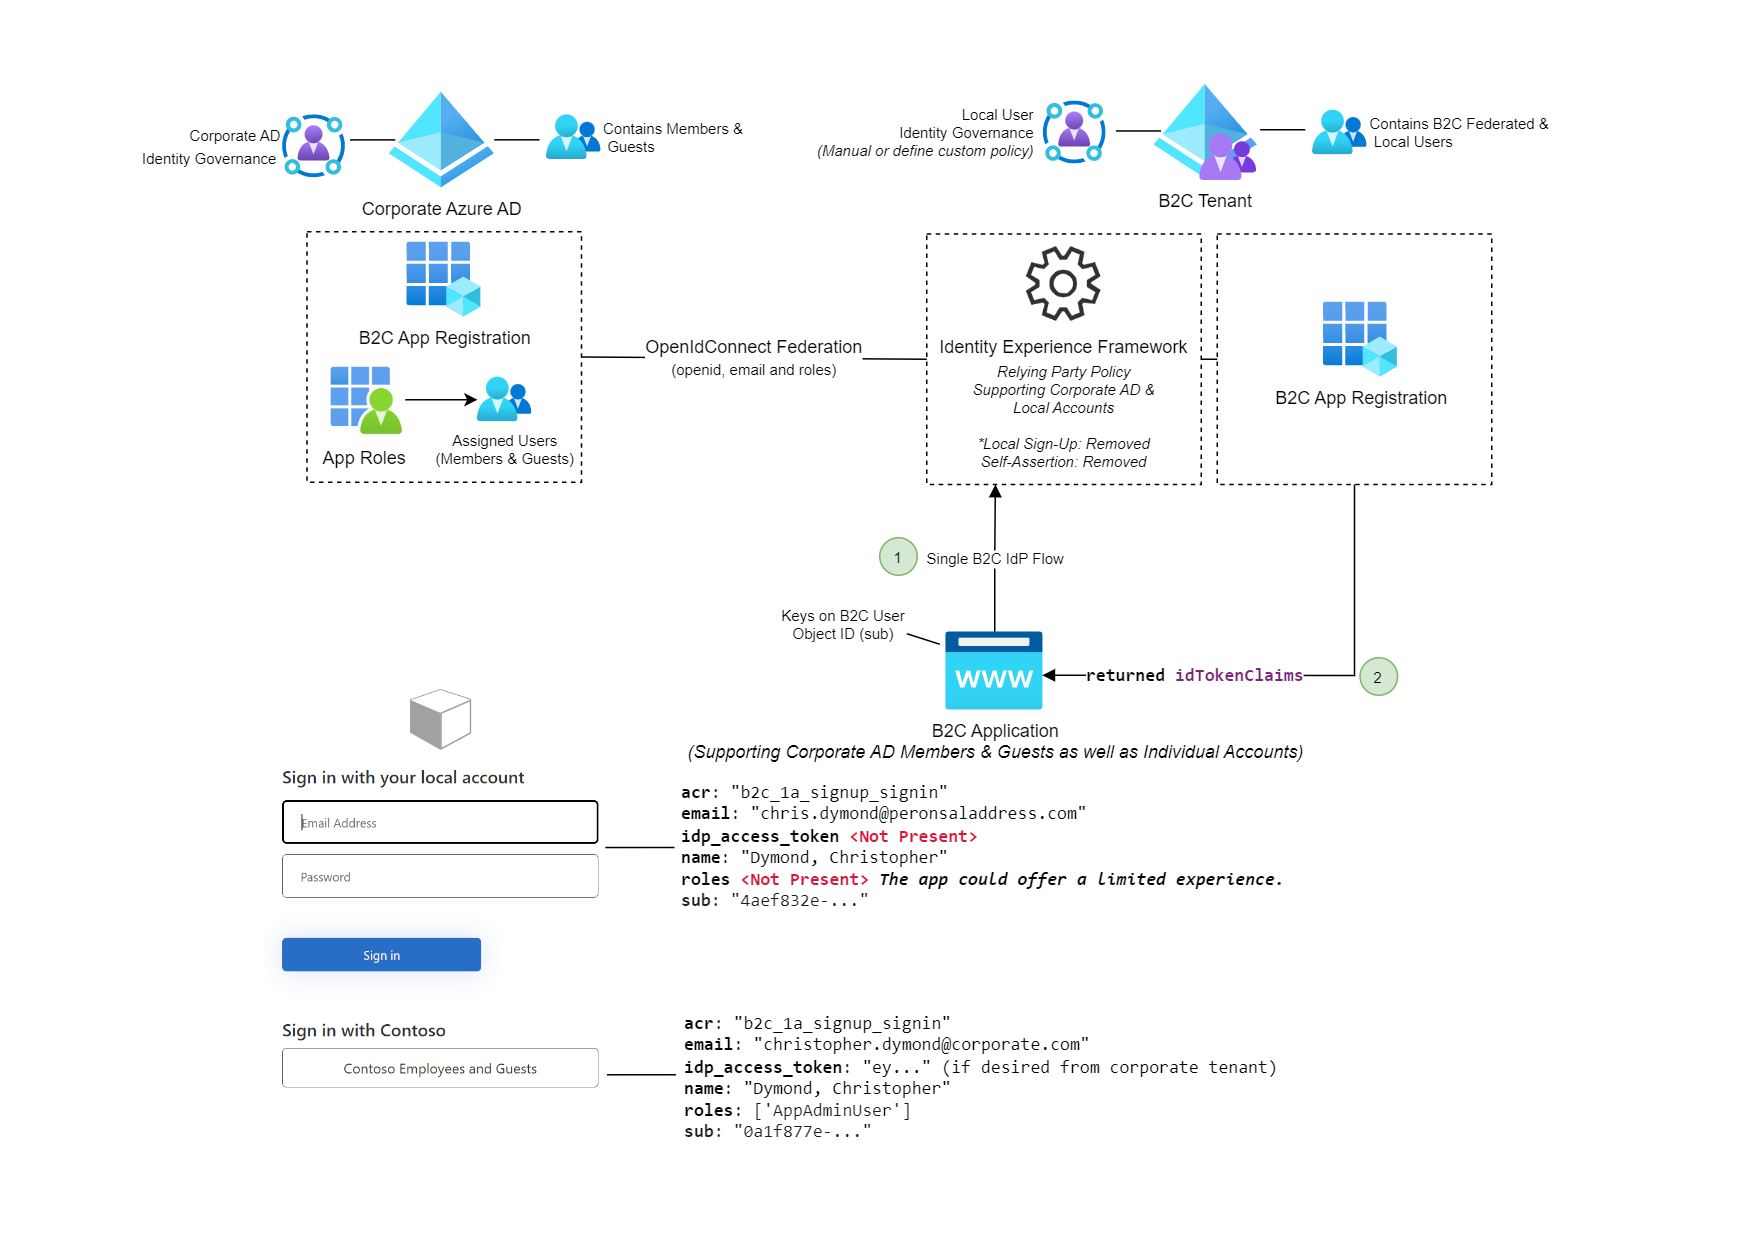 Corporate AD
Identity Governance
Contains Members &
Guests
Corporate Azure AD
Local User
Identity Governance
(Manual or define custom policy)
Contains B2C Federated &
Local Users
B2C Tenant
B2C App Registration
App Roles
Assigned Users
(Members & Guests)
OpenIdConnect Federation
(openid, email and roles)
Identity Experience Framework
Relying Party Policy
Supporting Corporate AD &
Local Accounts
*Local Sign-Up: Removed
Self-Assertion: Removed
B2C App Registration
1
Single B2C IdP Flow
Keys on B2C User
Object ID (sub)
www
returned idTokenClaims
2
B2C Application
(Supporting Corporate AD Members & Guests as well as Individual Accounts)
Sign in with your local account
Email Address
Password
Sign in
acr: "b2c_1a_signup_signin"
email: "chris.dymond@peronsaladdress.com"
idp_access_token <Not Present>
name: "Dymond, Christopher"
roles <Not Present> The app could offer a limited experience.
sub: "4aef832e-..."
Sign in with Contoso
Contoso Employees and Guests
acr: "b2c_1a_signup_signin"
email: "christopher.dymond@corporate.com"
idp_access_token: "ey..." (if desired from corporate tenant)
name: "Dymond, Christopher"
roles: ['AppAdminUser']
sub: "0a1f877e-..."